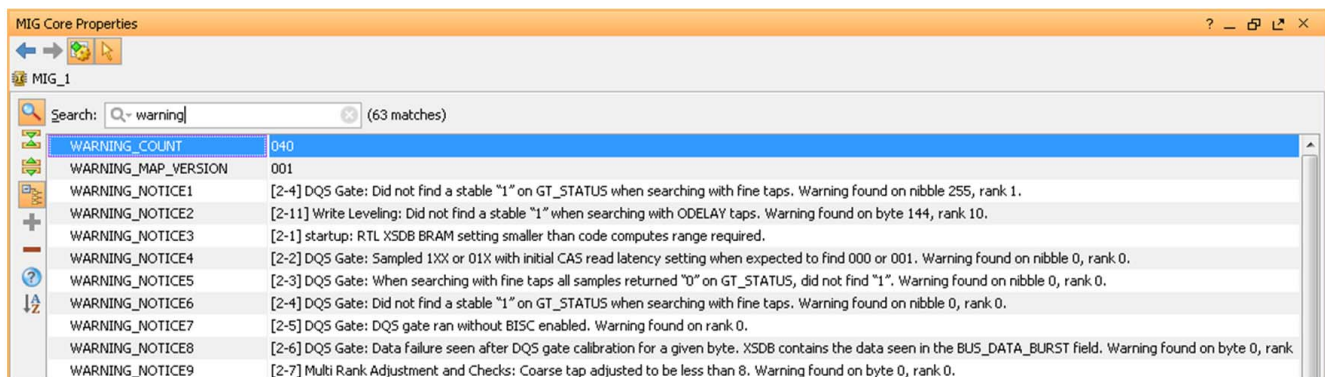 MIG Core Properties
MIG_1
Search: warning (63 matches)
WARNING_COUNT 040
WARNING_MAP_VERSION 001
WARNING_NOTICE1 [2-4] DQS Gate: Did not find a stable "1" on GT_STATUS when searching with fine taps. Warning found on nibble 255, rank 1.
WARNING_NOTICE2 [2-11] Write Leveling: Did not find a stable "1" when searching with ODELAY taps. Warning found on byte 144, rank 10.
WARNING_NOTICE3 [2-1] startup: RTL XSDB BRAM setting smaller than code computes range required.
WARNING_NOTICE4 [2-2] DQS Gate: Sampled 1XX or 01X with initial CAS read latency setting when expected to find 000 or 001. Warning found on nibble 0, rank 0.
WARNING_NOTICE5 [2-3] DQS Gate: When searching with fine taps all samples returned "0" on GT_STATUS, did not find "1". Warning found on nibble 0, rank 0.
WARNING_NOTICE6 [2-4] DQS Gate: Did not find a stable "1" on GT_STATUS when searching with fine taps. Warning found on nibble 0, rank 0.
WARNING_NOTICE7 [2-5] DQS Gate: DQS gate ran without BISC enabled. Warning found on rank 0.
WARNING_NOTICE8 [2-6] DQS Gate: Data failure seen after DQS gate calibration for a given byte. XSDB contains the data seen in the BUS_DATA_BURST field. Warning found on byte 0, rank
WARNING_NOTICE9 [2-7] Multi Rank Adjustment and Checks: Coarse tap adjusted to be less than 8. Warning found on byte 0, rank 0.